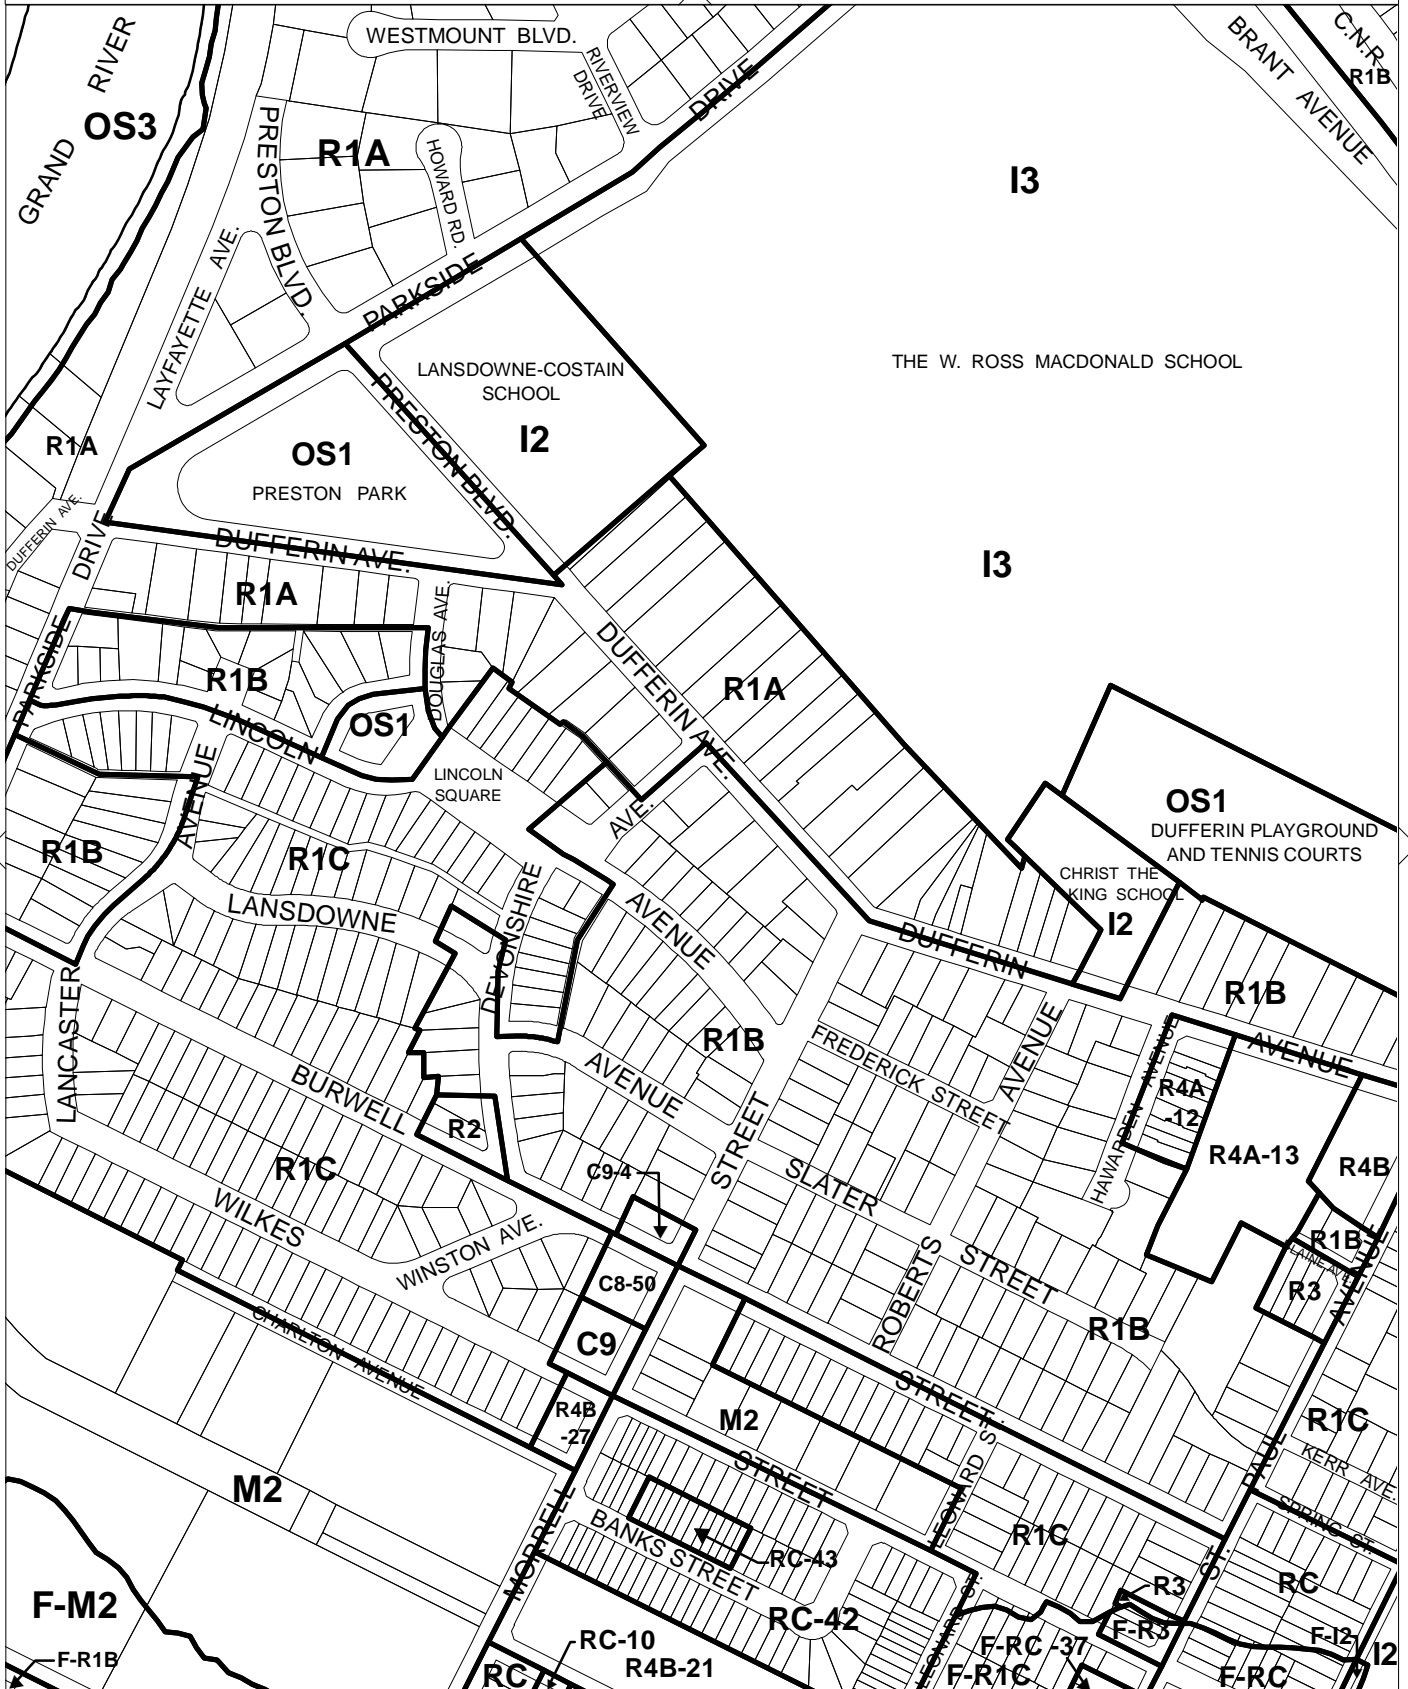 WESTMOUNT BLVD.
RIVERVIEW
DRIVE
DRIVE
BRANT AVENUE
C.N.R.
R1B
GRAND RIVER
OS3
PRESTON BLVD.
R1A
HOWARD RD.
I3
LAYFAYETTE AVE.
PARKSIDE
LANSDOWNE-COSTAIN
SCHOOL
I2
THE W. ROSS MACDONALD SCHOOL
R1A
OS1
PRESTON PARK
PRESTON BLVD.
DUFFERIN AVE.
DRIVE
DUFFERIN AVE.
I3
R1A
DOUGLAS AVE.
PARKSIDE
R1B
DUFFERIN AVE.
R1A
OS1
LINCOLN
LINCOLN
SQUARE
AVENUE
AVE.
OS1
DUFFERIN PLAYGROUND
AND TENNIS COURTS
R1B
R1C
CHRIST THE
KING SCHOOL
I2
LANSDOWNE
DEVONSHIRE
AVENUE
DUFFERIN
R1B
LANCASTER
R1B
FREDERICK STREET
AVENUE
AVENUE
AVENUE
BURWELL
AVENUE
R4A
-12
R2
STREET
HAWARDEN
R4A-13
R4B
R1C
C9-4
SLATER
WILKES
WINSTON AVE.
ROBERTS
STREET
R1B
LAINE AVE.
R3
AVENUE
C8-50
C9
R1B
CHARLTON AVENUE
STREET
R4B
-27
M2
R1C
LEONARD ST.
KERR AVE.
PAUL
M2
STREET
SPRING ST.
MORRELL
BANKS STREET
RC-43
R1C
ST.
RC
R3
F-M2
RC-42
LEONARD ST.
F-R3
F-I2
I2
F-R1B
RC-10
R4B-21
RC
F-RC -37
F-R1C
F-RC